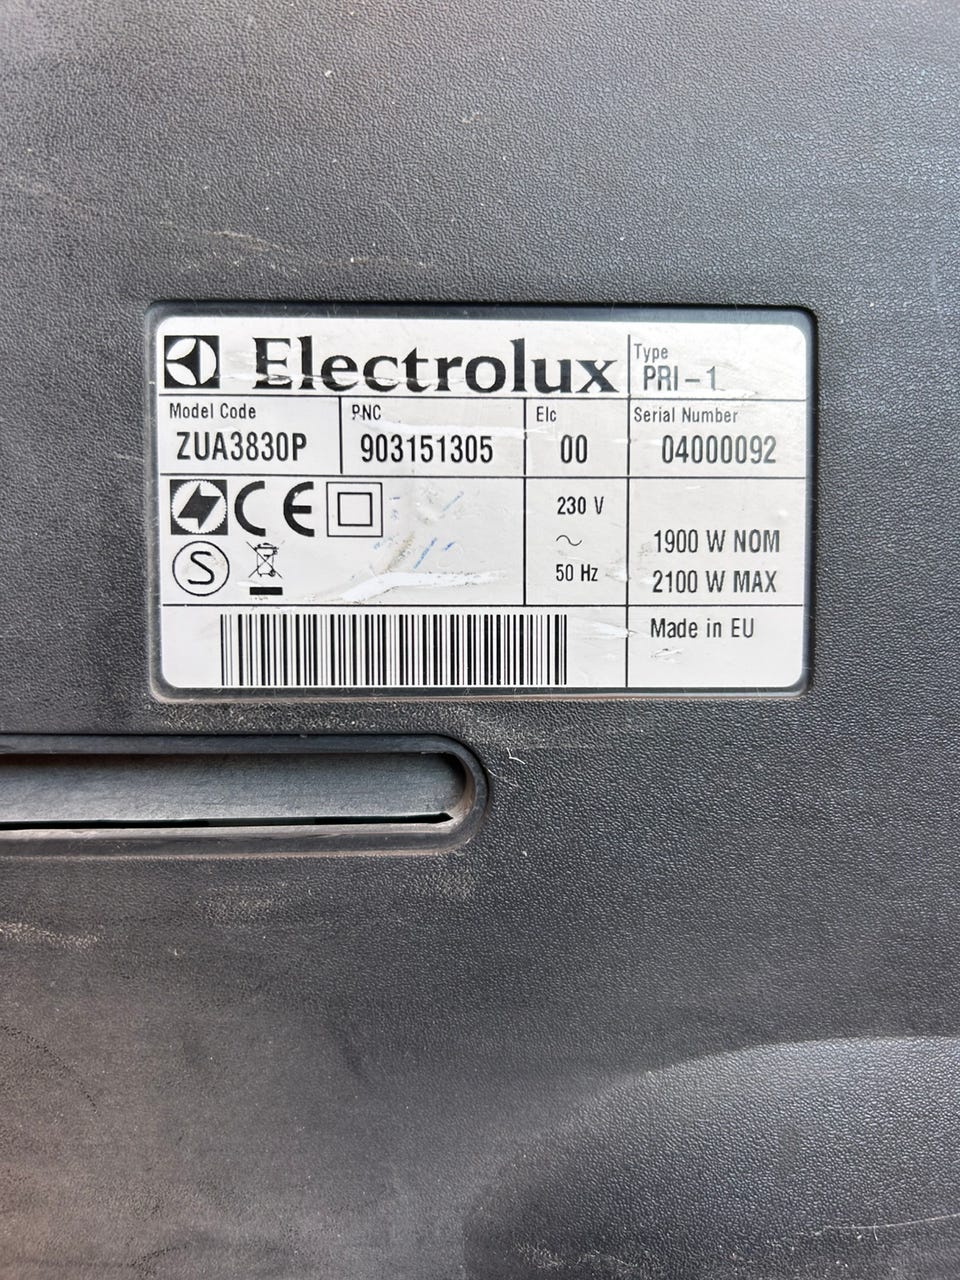 Electrolux
Type
PRI-1
Model Code
ZUA3830P
PNC
903151305
Elc
00
Serial Number
04000092
CE
S
230 V
~
50 Hz
1900 W NOM
2100 W MAX
Made in EU